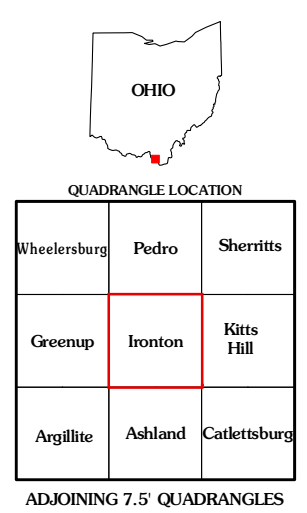 OHIO
QUADRANGLE LOCATION
Wheelersburg Pedro Sherritts
Greenup Ironton Kitts
Hill
Argillite Ashland Catlettsburg
ADJOINING 7.5' QUADRANGLES